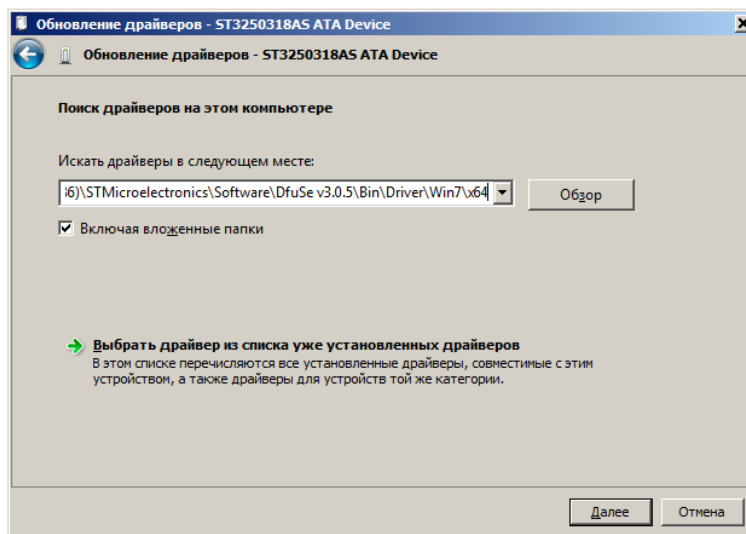 Обновление драйверов - ST3250318AS ATA Device
Обновление драйверов - ST3250318AS ATA Device
Поиск драйверов на этом компьютере
Искать драйверы в следующем месте:
36)\STMicroelectronics\Software\DfuSe v3.0.5\Bin\Driver\Win7\x64
Обзор
Включая вложенные папки
Выбрать драйвер из списка уже установленных драйверов
В этом списке перечисляются все установленные драйверы, совместимые с этим
устройством, а также драйверы для устройств той же категории.
Далее
Отмена